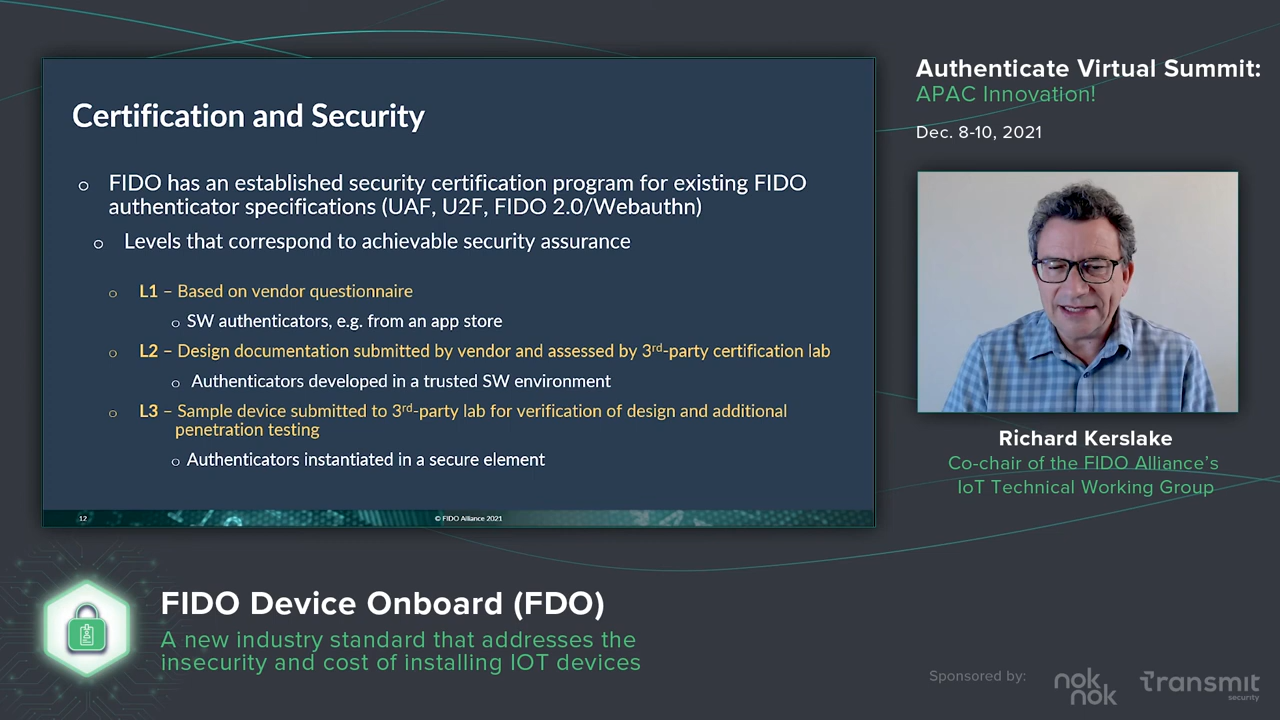 Certification and Security
o FIDO has an established security certification program for existing FIDO
authenticator specifications (UAF, U2F, FIDO 2.0/Webauthn)
o Levels that correspond to achievable security assurance
o L1 – Based on vendor questionnaire
o SW authenticators, e.g. from an app store
o L2 – Design documentation submitted by vendor and assessed by 3rd-party certification lab
o Authenticators developed in a trusted SW environment
o L3 – Sample device submitted to 3rd-party lab for verification of design and additional
penetration testing
o Authenticators instantiated in a secure element
12
© FIDO Alliance 2021
Authenticate Virtual Summit:
APAC Innovation!
Dec. 8-10, 2021
Richard Kerslake
Co-chair of the FIDO Alliance’s
IoT Technical Working Group
FIDO Device Onboard (FDO)
A new industry standard that addresses the
insecurity and cost of installing IOT devices
Sponsored by:
nok
nok
Transmit
security